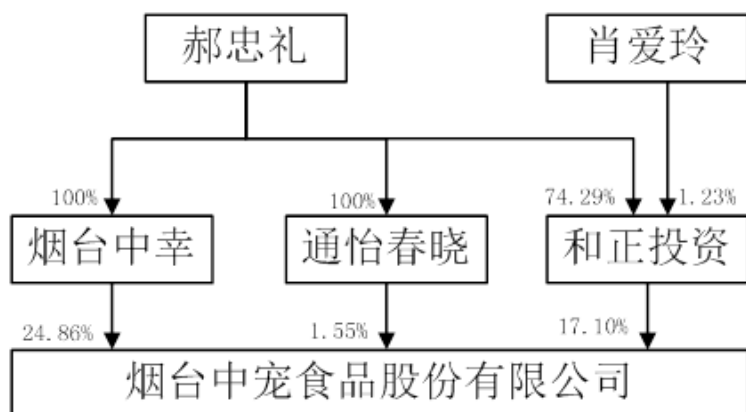 郝忠礼
肖爱玲
100%
100%
74.29%
1.23%
烟台中幸
通怡春晓
和正投资
24.86%
1.55%
17.10%
烟台中宠食品股份有限公司